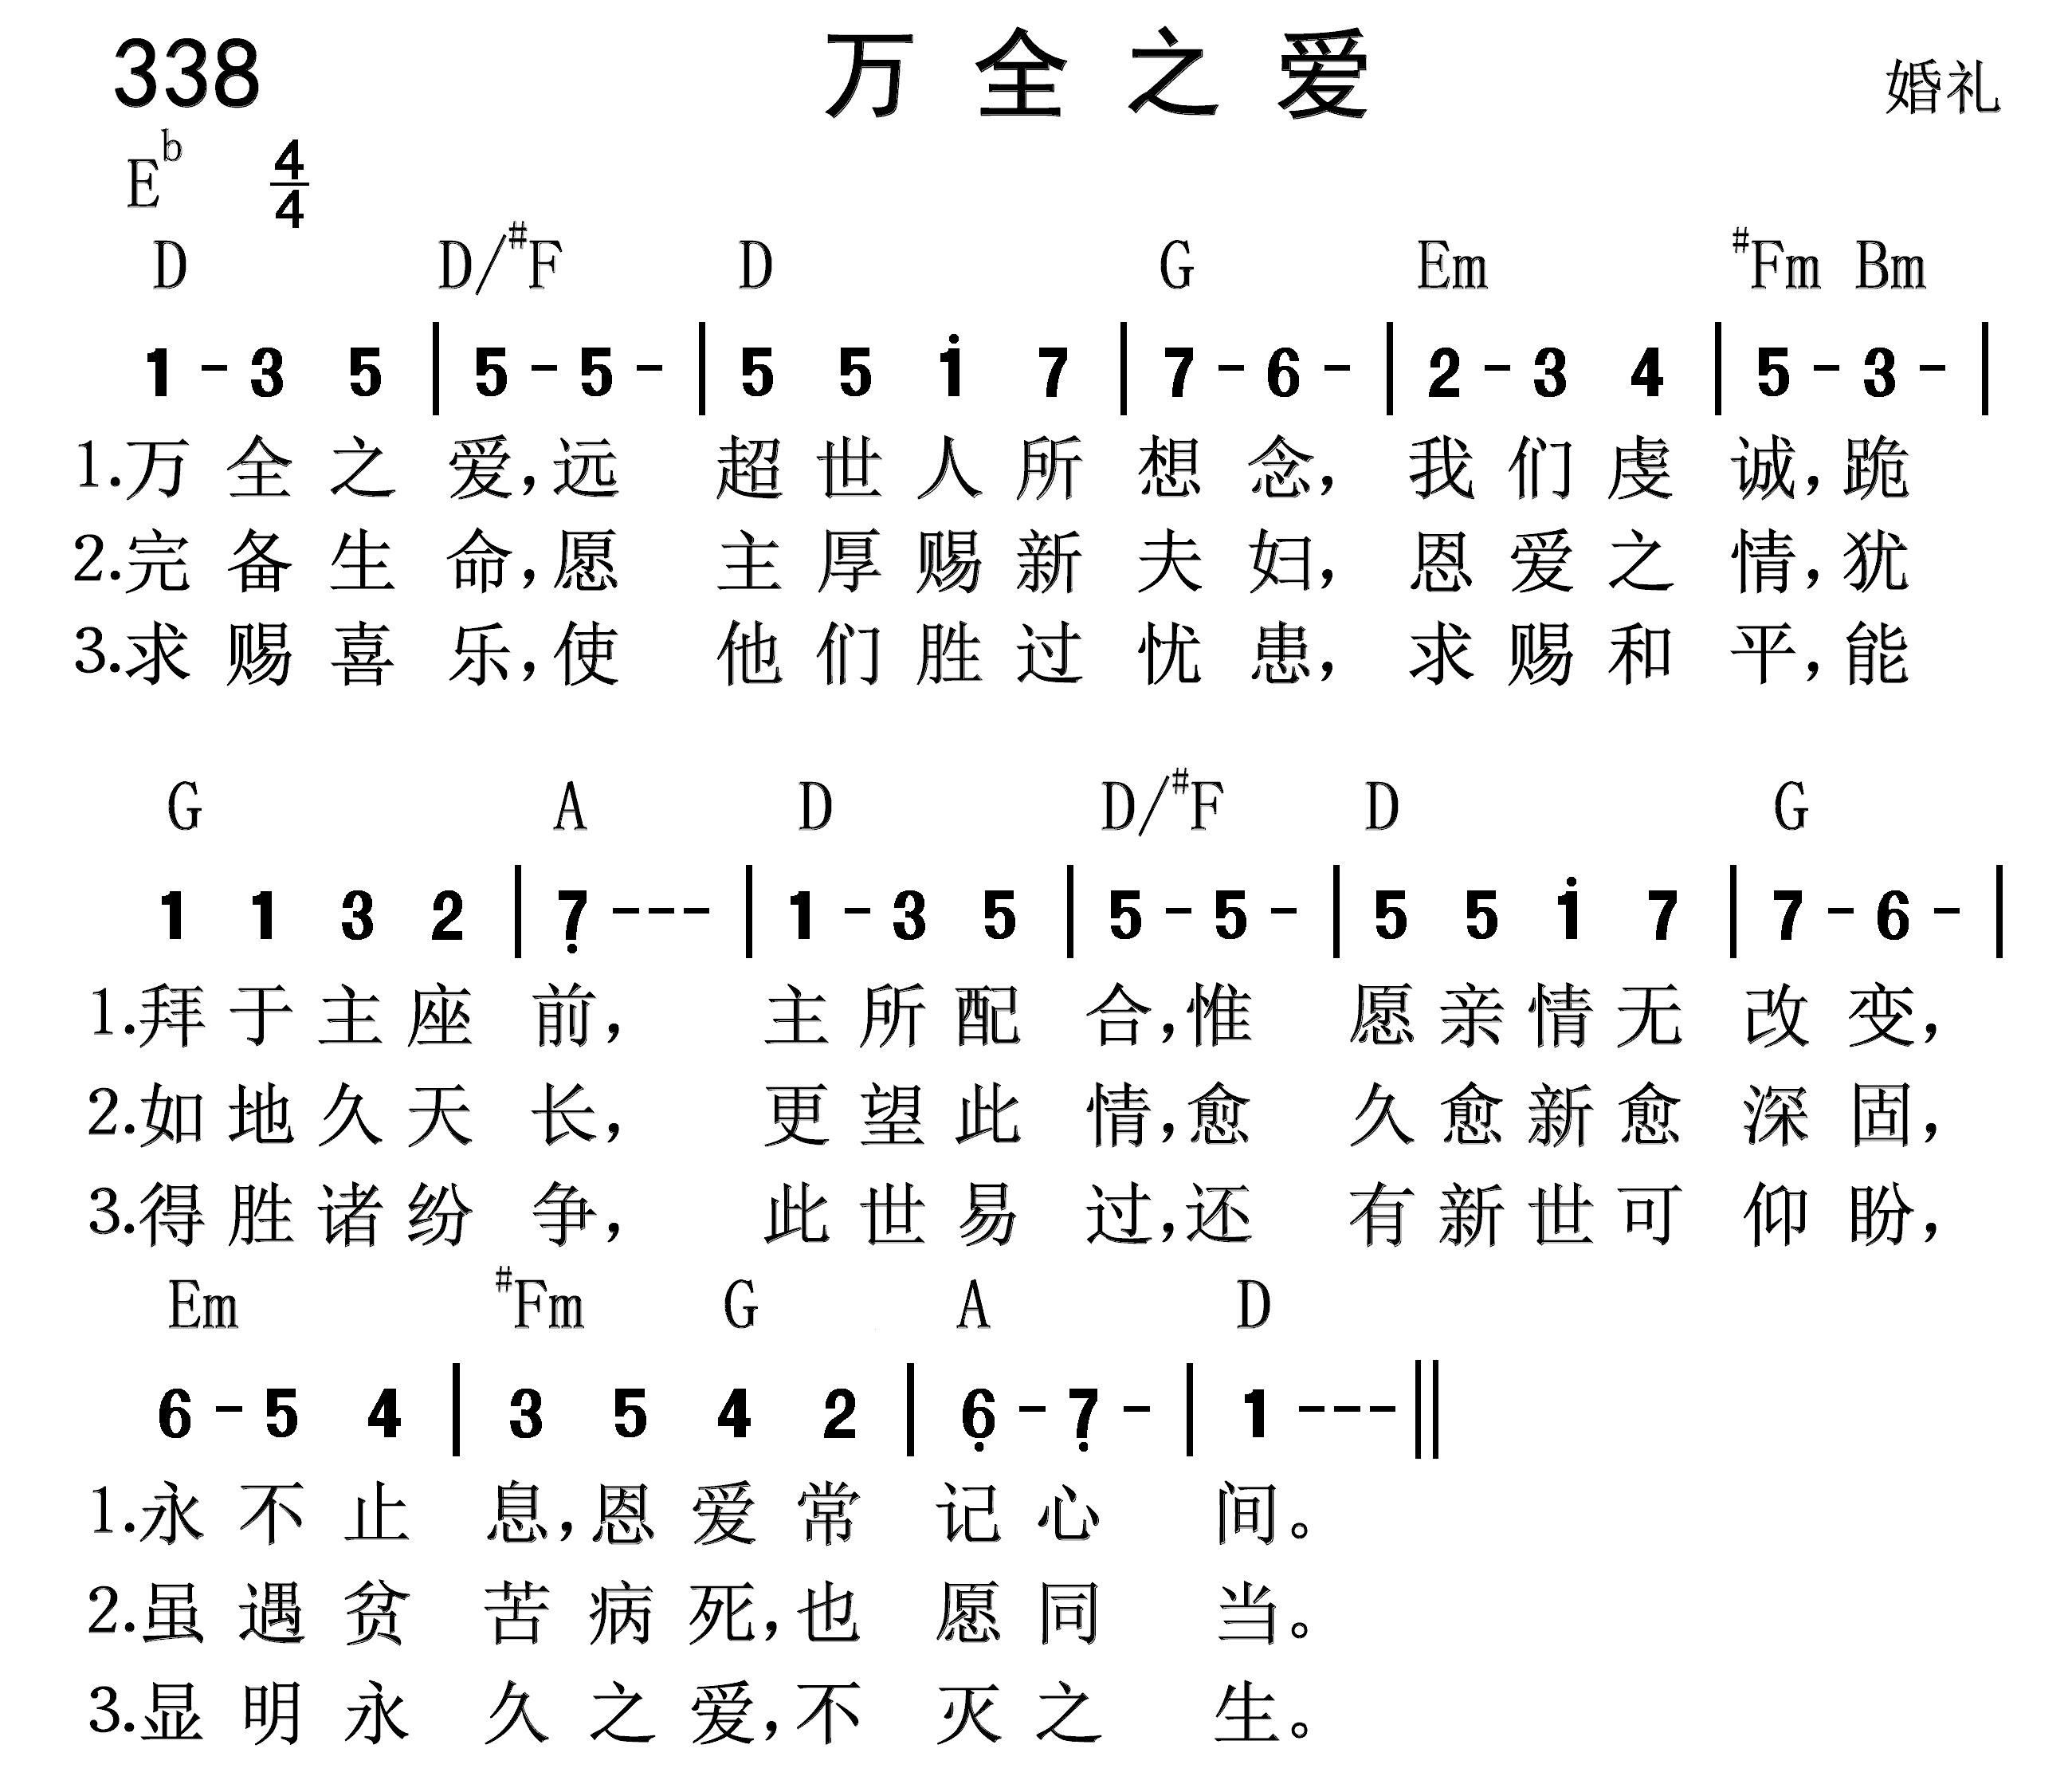 338 万全之爱 婚礼
E♭ 4/4
D D/#F D G Em #Fm Bm
1 - 3 5 | 5 - 5 - | 5 5 i 7 | 7 - 6 - | 2 - 3 4 | 5 - 3 - |
1.万全之爱,远超世人所想念,我们虔诚,跪
2.完备生命,愿主厚赐新夫妇,恩爱之情,犹
3.求赐喜乐,使他们胜过忧患,求赐和平,能
G A D D/#F D G
1 1 3 2 | 7̣ - - - | 1 - 3 5 | 5 - 5 - | 5 5 i 7 | 7 - 6 - |
1.拜于主座前,主所配合,惟愿亲情无改变,
2.如地久天长,更望此情,愈久愈新愈深固,
3.得胜诸纷争,此世易过,还有新世可仰盼,
Em #Fm G A D
6 - 5 4 | 3 5 4 2 | 6̣ - 7̣ - | 1 - - - ||
1.永不止息,恩爱常记心间。
2.虽遇贫苦病死,也愿同当。
3.显明永久之爱,不灭之生。